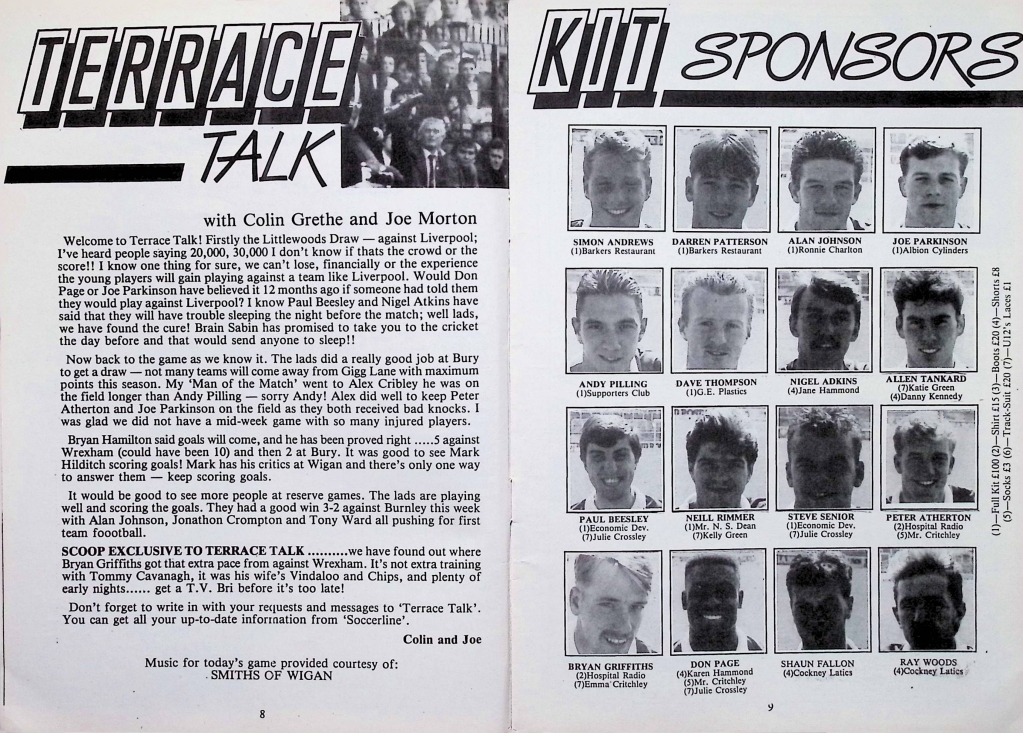 TERRACE
TALK
with Colin Grethe and Joe Morton
Welcome to Terrace Talk! Firstly the Littlewoods Draw — against Liverpool;
I've heard people saying 20,000, 30,000 I don't know if thats the crowd or the
score!! I know one thing for sure, we can't lose, financially or the experience
the young players will gain playing against a team like Liverpool. Would Don
Page or Joe Parkinson have believed it 12 months ago if someone had told them
they would play against Liverpool? I know Paul Beesley and Nigel Atkins have
said that they will have trouble sleeping the night before the match; well lads,
we have found the cure! Brain Sabin has promised to take you to the cricket
the day before and that would send anyone to sleep!!
Now back to the game as we know it. The lads did a really good job at Bury
to get a draw — not many teams will come away from Gigg Lane with maximum
points this season. My 'Man of the Match' went to Alex Cribley he was on
the field longer than Andy Pilling — sorry Andy! Alex did well to keep Peter
Atherton and Joe Parkinson on the field as they both received bad knocks. I
was glad we did not have a mid-week game with so many injured players.
Bryan Hamilton said goals will come, and he has been proved right .....5 against
Wrexham (could have been 10) and then 2 at Bury. It was good to see Mark
Hilditch scoring goals! Mark has his critics at Wigan and there's only one way
to answer them — keep scoring goals.
It would be good to see more people at reserve games. The lads are playing
well and scoring the goals. They had a good win 3-2 against Burnley this week
with Alan Johnson, Jonathon Crompton and Tony Ward all pushing for first
team foootball.
SCOOP EXCLUSIVE TO TERRACE TALK ..........we have found out where
Bryan Griffiths got that extra pace from against Wrexham. It's not extra training
with Tommy Cavanagh, it was his wife's Vindaloo and Chips, and plenty of
early nights...... get a T.V. Bri before it's too late!
Don't forget to write in with your requests and messages to 'Terrace Talk'.
You can get all your up-to-date information from 'Soccerline'.
Colin and Joe
Music for today's game provided courtesy of:
SMITHS OF WIGAN
8
KIT SPONSORS
SIMON ANDREWS
(1)Barkers Restaurant
DARREN PATTERSON
(1)Barkers Restaurant
ALAN JOHNSON
(1)Ronnie Charlton
JOE PARKINSON
(1)Albion Cylinders
ANDY PILLING
(1)Supporters Club
DAVE THOMPSON
(1)G.E. Plastics
NIGEL ADKINS
(4)Jane Hammond
ALLEN TANKARD
(7)Katie Green
(4)Danny Kennedy
PAUL BEESLEY
(1)Economic Dev.
(7)Julie Crossley
NEILL RIMMER
(1)Mr. N. S. Dean
(7)Kelly Green
STEVE SENIOR
(1)Economic Dev.
(7)Julie Crossley
PETER ATHERTON
(2)Hospital Radio
(5)Mr. Critchley
BRYAN GRIFFITHS
(2)Hospital Radio
(7)Emma Critchley
DON PAGE
(4)Karen Hammond
(5)Mr. Critchley
(7)Julie Crossley
SHAUN FALLON
(4)Cockney Latics
RAY WOODS
(4)Cockney Latics
(1)—Full Kit £100 (2)—Shirt £15 (3)—Boots £20 (4)—Shorts £8
(5)—Socks £3 (6)—Track-Suit £20 (7)—U12's Laces £1
9